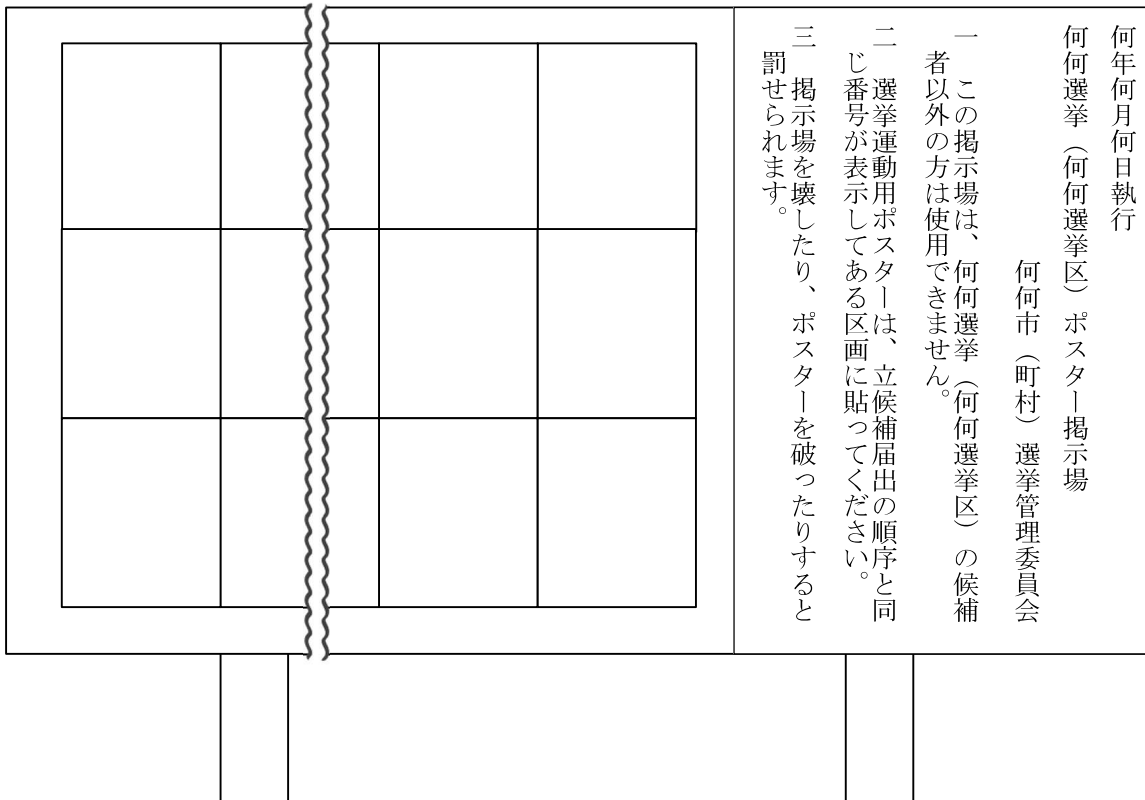 何年何月何日執行
何何選挙（何何選挙区）ポスター掲示場
何何市（町村）選挙管理委員会
一　この掲示場は、何何選挙（何何選挙区）の候補
者以外の方は使用できません。
二　選挙運動用ポスターは、立候補届出の順序と同
じ番号が表示してある区画に貼ってください。
三　掲示場を壊したり、ポスターを破ったりすると
罰せられます。